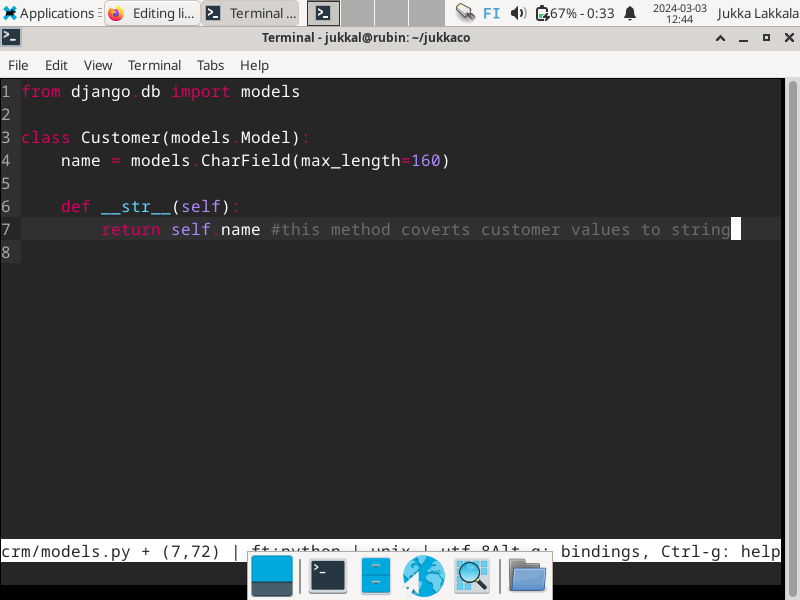 Applications Editing li... Terminal ... FI 67% - 0:33 2024-03-03 12:44 Jukka Lakkala
Terminal - jukkal@rubin: ~/jukkaco
File Edit View Terminal Tabs Help
1 from django.db import models
2
3 class Customer(models.Model):
4 name = models.CharField(max_length=160)
5
6 def __str__(self):
7 return self.name #this method coverts customer values to string
8
crm/models.py + (7,72) | ft:python | unix | utf-8Alt-g: bindings, Ctrl-g: help